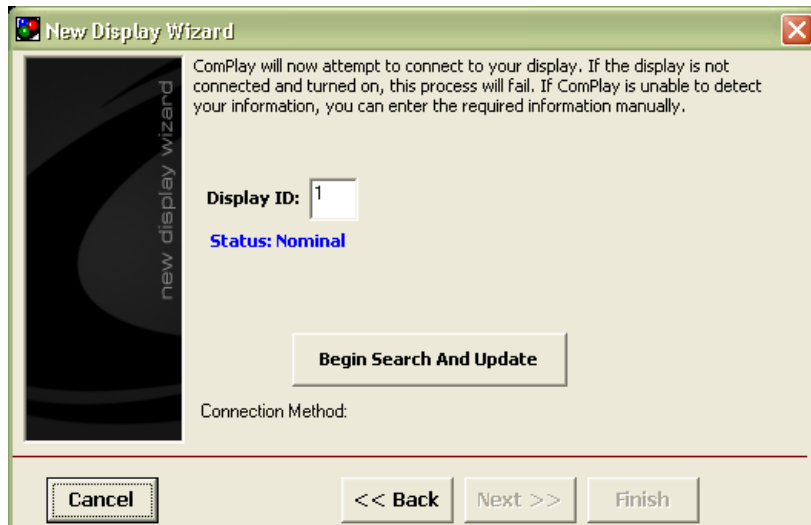 New Display Wizard
new display wizard
ComPlay will now attempt to connect to your display. If the display is not
connected and turned on, this process will fail. If ComPlay is unable to detect
your information, you can enter the required information manually.
Display ID: 1
Status: Nominal
Begin Search And Update
Connection Method:
Cancel
<< Back
Next >>
Finish